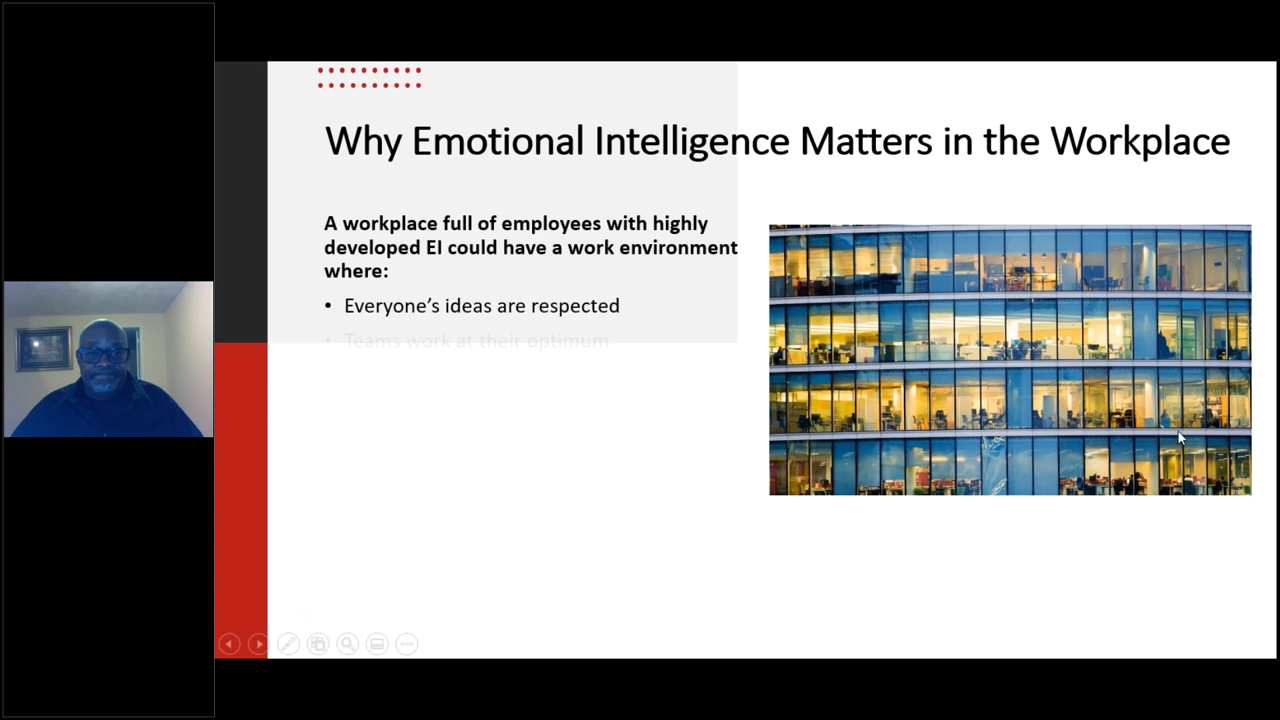 Why Emotional Intelligence Matters in the Workplace
A workplace full of employees with highly
developed EI could have a work environment
where:
• Everyone’s ideas are respected
• Teams work at their optimum